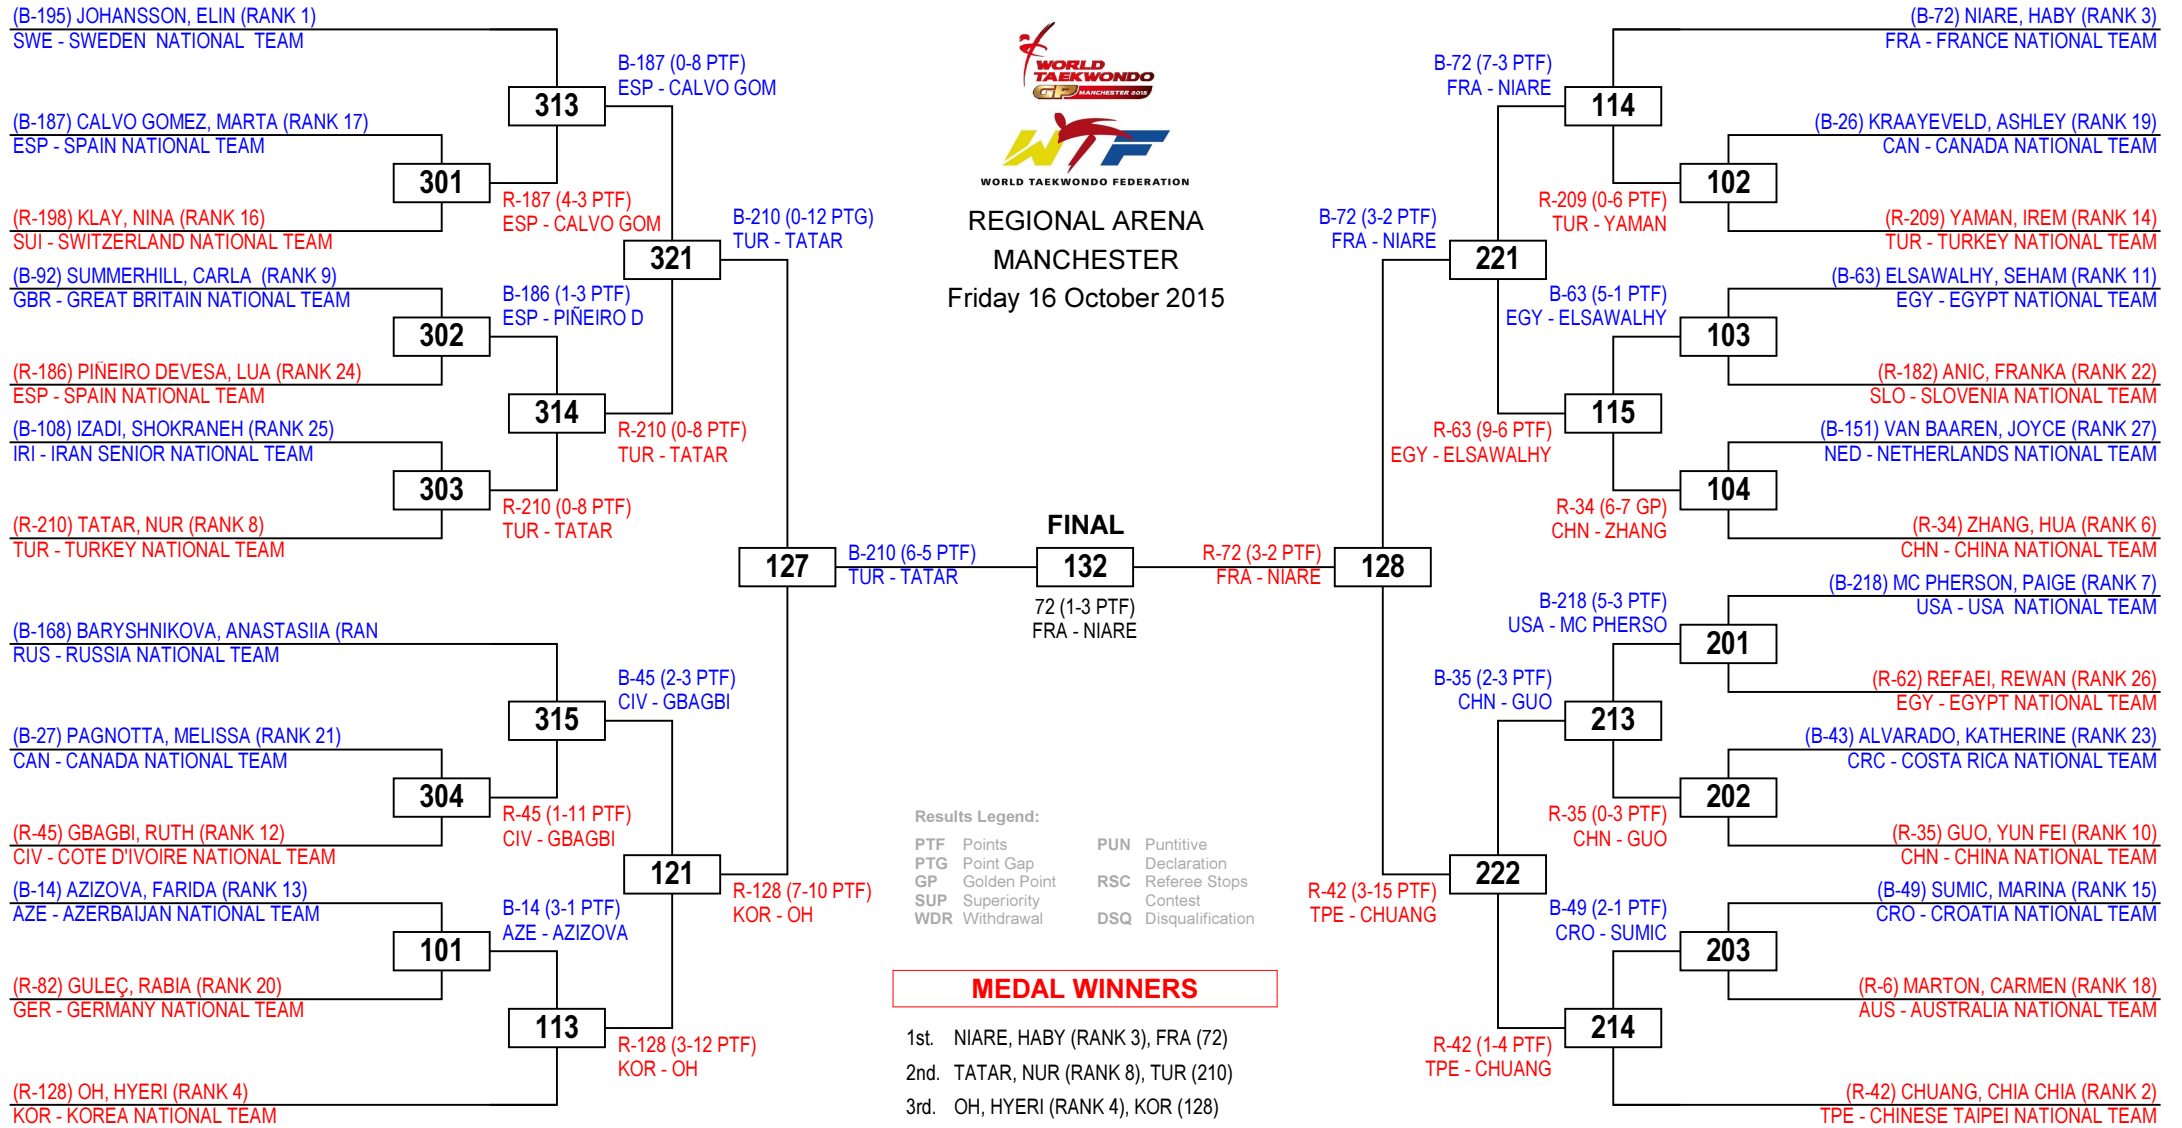 (B-195) JOHANSSON, ELIN (RANK 1)
SWE - SWEDEN NATIONAL TEAM
(B-187) CALVO GOMEZ, MARTA (RANK 17)
ESP - SPAIN NATIONAL TEAM
(R-198) KLAY, NINA (RANK 16)
SUI - SWITZERLAND NATIONAL TEAM
(B-92) SUMMERHILL, CARLA (RANK 9)
GBR - GREAT BRITAIN NATIONAL TEAM
(R-186) PIÑEIRO DEVESA, LUA (RANK 24)
ESP - SPAIN NATIONAL TEAM
(B-108) IZADI, SHOKRANEH (RANK 25)
IRI - IRAN SENIOR NATIONAL TEAM
(R-210) TATAR, NUR (RANK 8)
TUR - TURKEY NATIONAL TEAM
(B-168) BARYSHNIKOVA, ANASTASIIA (RAN
RUS - RUSSIA NATIONAL TEAM
(B-27) PAGNOTTA, MELISSA (RANK 21)
CAN - CANADA NATIONAL TEAM
(R-45) GBAGBI, RUTH (RANK 12)
CIV - COTE D'IVOIRE NATIONAL TEAM
(B-14) AZIZOVA, FARIDA (RANK 13)
AZE - AZERBAIJAN NATIONAL TEAM
(R-82) GULEÇ, RABIA (RANK 20)
GER - GERMANY NATIONAL TEAM
(R-128) OH, HYERI (RANK 4)
KOR - KOREA NATIONAL TEAM
301
302
303
304
101
R-187 (4-3 PTF)
ESP - CALVO GOM
B-186 (1-3 PTF)
ESP - PIÑEIRO D
R-210 (0-8 PTF)
TUR - TATAR
R-45 (1-11 PTF)
CIV - GBAGBI
B-14 (3-1 PTF)
AZE - AZIZOVA
313
314
315
113
B-187 (0-8 PTF)
ESP - CALVO GOM
R-210 (0-8 PTF)
TUR - TATAR
B-45 (2-3 PTF)
CIV - GBAGBI
R-128 (3-12 PTF)
KOR - OH
321
121
B-210 (0-12 PTG)
TUR - TATAR
R-128 (7-10 PTF)
KOR - OH
127
B-210 (6-5 PTF)
TUR - TATAR
WORLD
TAEKWONDO
GP MANCHESTER 2015
WTF
WORLD TAEKWONDO FEDERATION
REGIONAL ARENA
MANCHESTER
Friday 16 October 2015
FINAL
132
72 (1-3 PTF)
FRA - NIARE
Results Legend:
PTF Points
PTG Point Gap
GP Golden Point
SUP Superiority
WDR Withdrawal
PUN Puntitive
Declaration
RSC Referee Stops
Contest
DSQ Disqualification
MEDAL WINNERS
1st. NIARE, HABY (RANK 3), FRA (72)
2nd. TATAR, NUR (RANK 8), TUR (210)
3rd. OH, HYERI (RANK 4), KOR (128)
R-72 (3-2 PTF)
FRA - NIARE
128
B-72 (3-2 PTF)
FRA - NIARE
R-42 (3-15 PTF)
TPE - CHUANG
221
222
B-72 (7-3 PTF)
FRA - NIARE
R-63 (9-6 PTF)
EGY - ELSAWALHY
B-35 (2-3 PTF)
CHN - GUO
R-42 (1-4 PTF)
TPE - CHUANG
114
115
213
214
R-209 (0-6 PTF)
TUR - YAMAN
B-63 (5-1 PTF)
EGY - ELSAWALHY
R-34 (6-7 GP)
CHN - ZHANG
B-218 (5-3 PTF)
USA - MC PHERSO
R-35 (0-3 PTF)
CHN - GUO
B-49 (2-1 PTF)
CRO - SUMIC
102
103
104
201
202
203
(B-72) NIARE, HABY (RANK 3)
FRA - FRANCE NATIONAL TEAM
(B-26) KRAAYEVELD, ASHLEY (RANK 19)
CAN - CANADA NATIONAL TEAM
(R-209) YAMAN, IREM (RANK 14)
TUR - TURKEY NATIONAL TEAM
(B-63) ELSAWALHY, SEHAM (RANK 11)
EGY - EGYPT NATIONAL TEAM
(R-182) ANIC, FRANKA (RANK 22)
SLO - SLOVENIA NATIONAL TEAM
(B-151) VAN BAAREN, JOYCE (RANK 27)
NED - NETHERLANDS NATIONAL TEAM
(R-34) ZHANG, HUA (RANK 6)
CHN - CHINA NATIONAL TEAM
(B-218) MC PHERSON, PAIGE (RANK 7)
USA - USA NATIONAL TEAM
(R-62) REFAEI, REWAN (RANK 26)
EGY - EGYPT NATIONAL TEAM
(B-43) ALVARADO, KATHERINE (RANK 23)
CRC - COSTA RICA NATIONAL TEAM
(R-35) GUO, YUN FEI (RANK 10)
CHN - CHINA NATIONAL TEAM
(B-49) SUMIC, MARINA (RANK 15)
CRO - CROATIA NATIONAL TEAM
(R-6) MARTON, CARMEN (RANK 18)
AUS - AUSTRALIA NATIONAL TEAM
(R-42) CHUANG, CHIA CHIA (RANK 2)
TPE - CHINESE TAIPEI NATIONAL TEAM